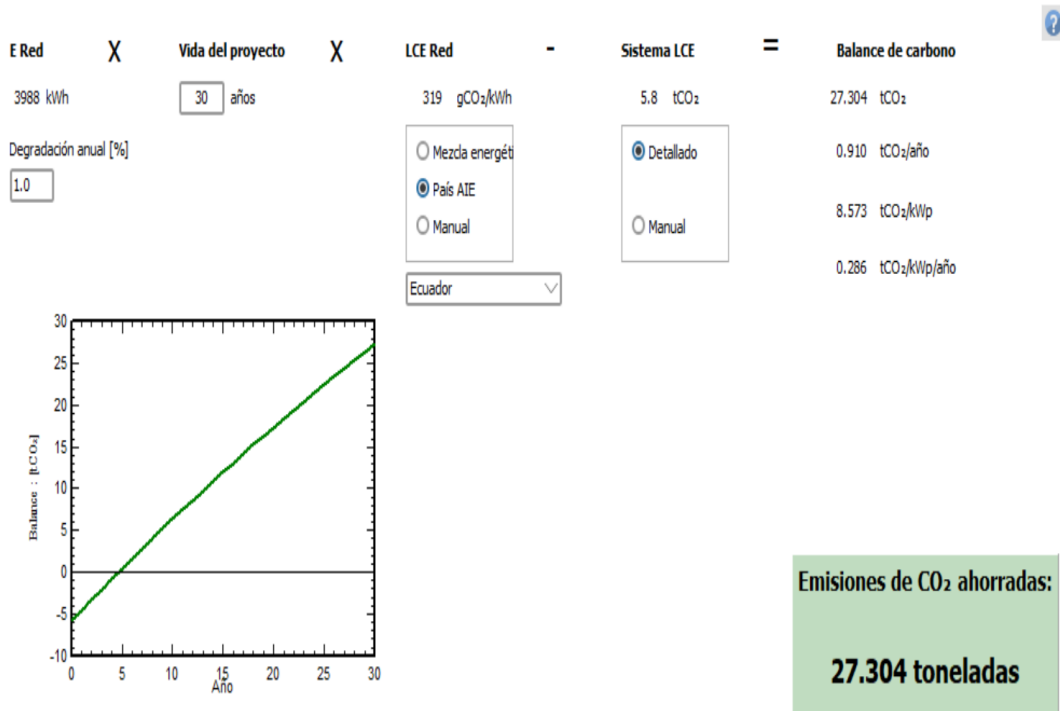 ?
E Red X Vida del proyecto X LCE Red - Sistema LCE = Balance de carbono
3988 kWh 30 años 319 gCO₂/kWh 5.8 tCO₂ 27.304 tCO₂
Degradación anual [%] Mezcla energéti Detallado 0.910 tCO₂/año
1.0 País AIE
Manual Manual 8.573 tCO₂/kWp
0.286 tCO₂/kWp/año
Ecuador
30
25
20
15
10
5
0
-5
-10
Balance : [tCO₂]
0 5 10 15 20 25 30
Año
Emisiones de CO₂ ahorradas:
27.304 toneladas